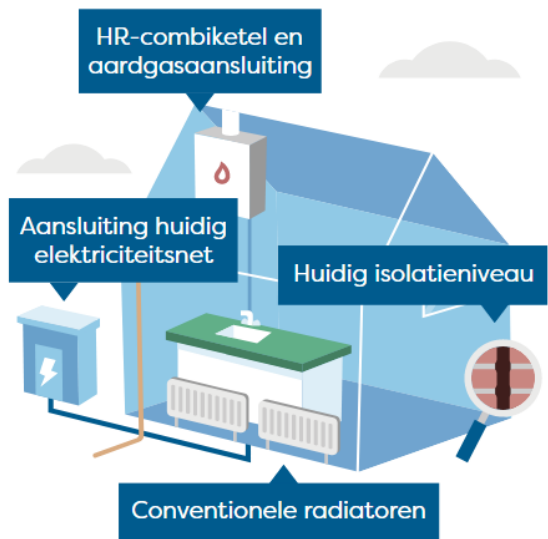 HR-combiketel en
aardgasaansluiting
Aansluiting huidig
elektriciteitsnet
Huidig isolatieniveau
Conventionele radiatoren